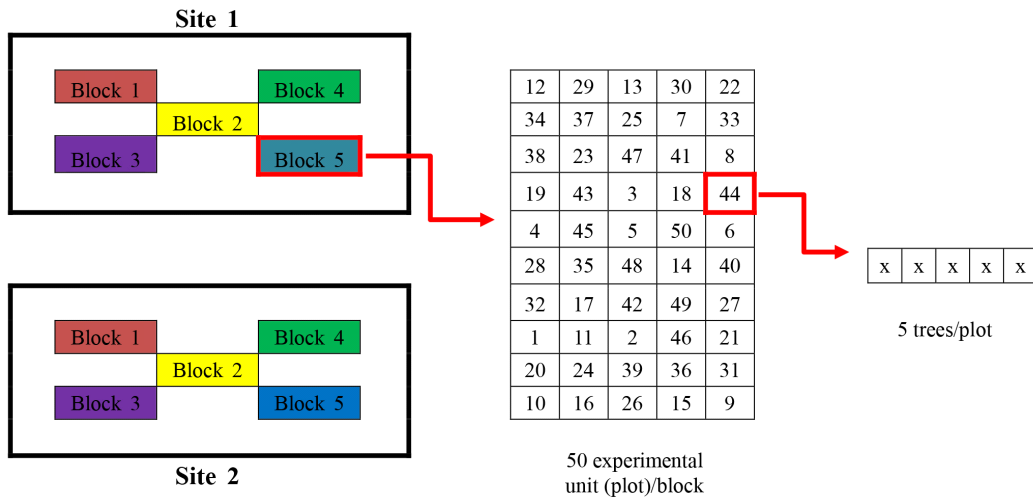 Site 1
Block 1
Block 4
Block 2
Block 3
Block 5
12 29 13 30 22
34 37 25 7 33
38 23 47 41 8
19 43 3 18 44
4 45 5 50 6
28 35 48 14 40
32 17 42 49 27
1 11 2 46 21
20 24 39 36 31
10 16 26 15 9
50 experimental
unit (plot)/block
x x x x x
5 trees/plot
Block 1
Block 4
Block 2
Block 3
Block 5
Site 2